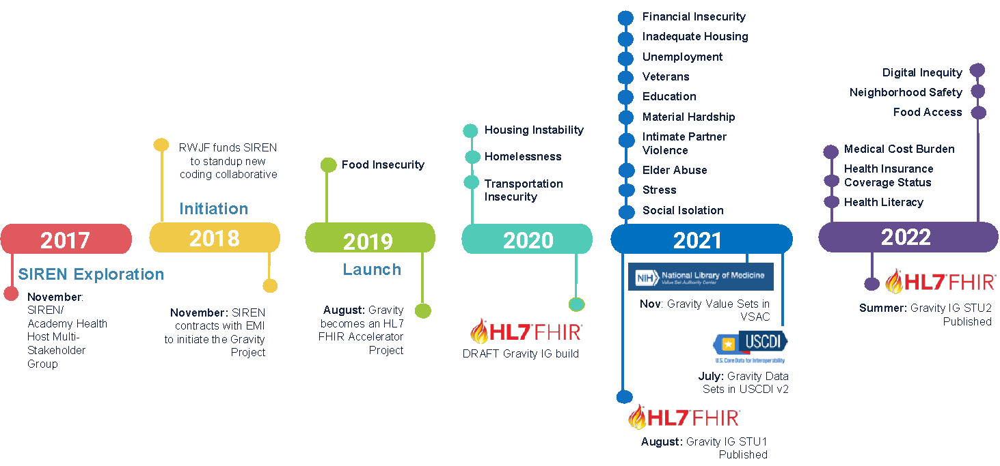 2017
SIREN Exploration
November:
SIREN/
Academy Health
Host Multi-
Stakeholder
Group
RWJF funds SIREN
to standup new
coding collaborative
Initiation
2018
November: SIREN
contracts with EMI
to initiate the Gravity
Project
Food Insecurity
2019
Launch
August: Gravity
becomes an HL7
FHIR Accelerator
Project
Housing Instability
Homelessness
Transportation
Insecurity
2020
HL7 FHIR
DRAFT Gravity IG build
Financial Insecurity
Inadequate Housing
Unemployment
Veterans
Education
Material Hardship
Intimate Partner
Violence
Elder Abuse
Stress
Social Isolation
2021
NIH National Library of Medicine
Value Set Authority Center
Nov: Gravity Value Sets in
VSAC
USCDI
U.S. Core Data for Interoperability
July: Gravity Data
Sets in USCDI v2
HL7 FHIR
August: Gravity IG STU1
Published
Digital Inequity
Neighborhood Safety
Food Access
Medical Cost Burden
Health Insurance
Coverage Status
Health Literacy
2022
HL7 FHIR
Summer: Gravity IG STU2
Published